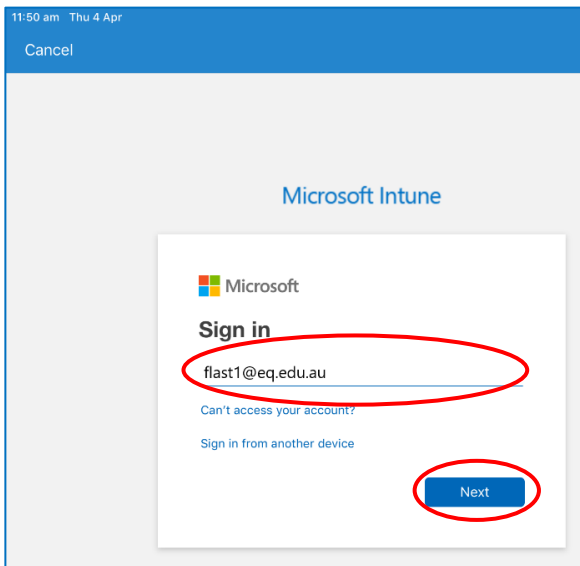 11:50 am Thu 4 Apr
Cancel
Microsoft Intune
Microsoft
Sign in
flast1@eq.edu.au
Can't access your account?
Sign in from another device
Next